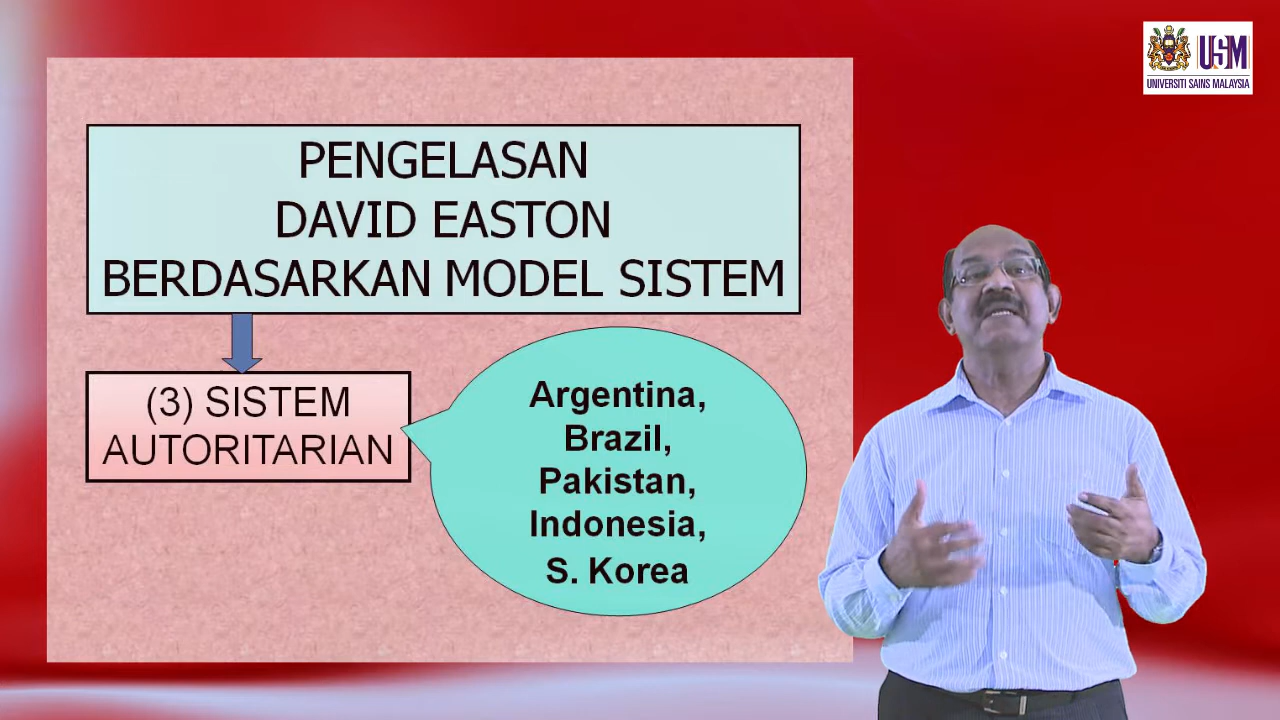 USM
UNIVERSITI SAINS MALAYSIA
PENGELASAN
DAVID EASTON
BERDASARKAN MODEL SISTEM
(3) SISTEM
AUTORITARIAN
Argentina,
Brazil,
Pakistan,
Indonesia,
S. Korea